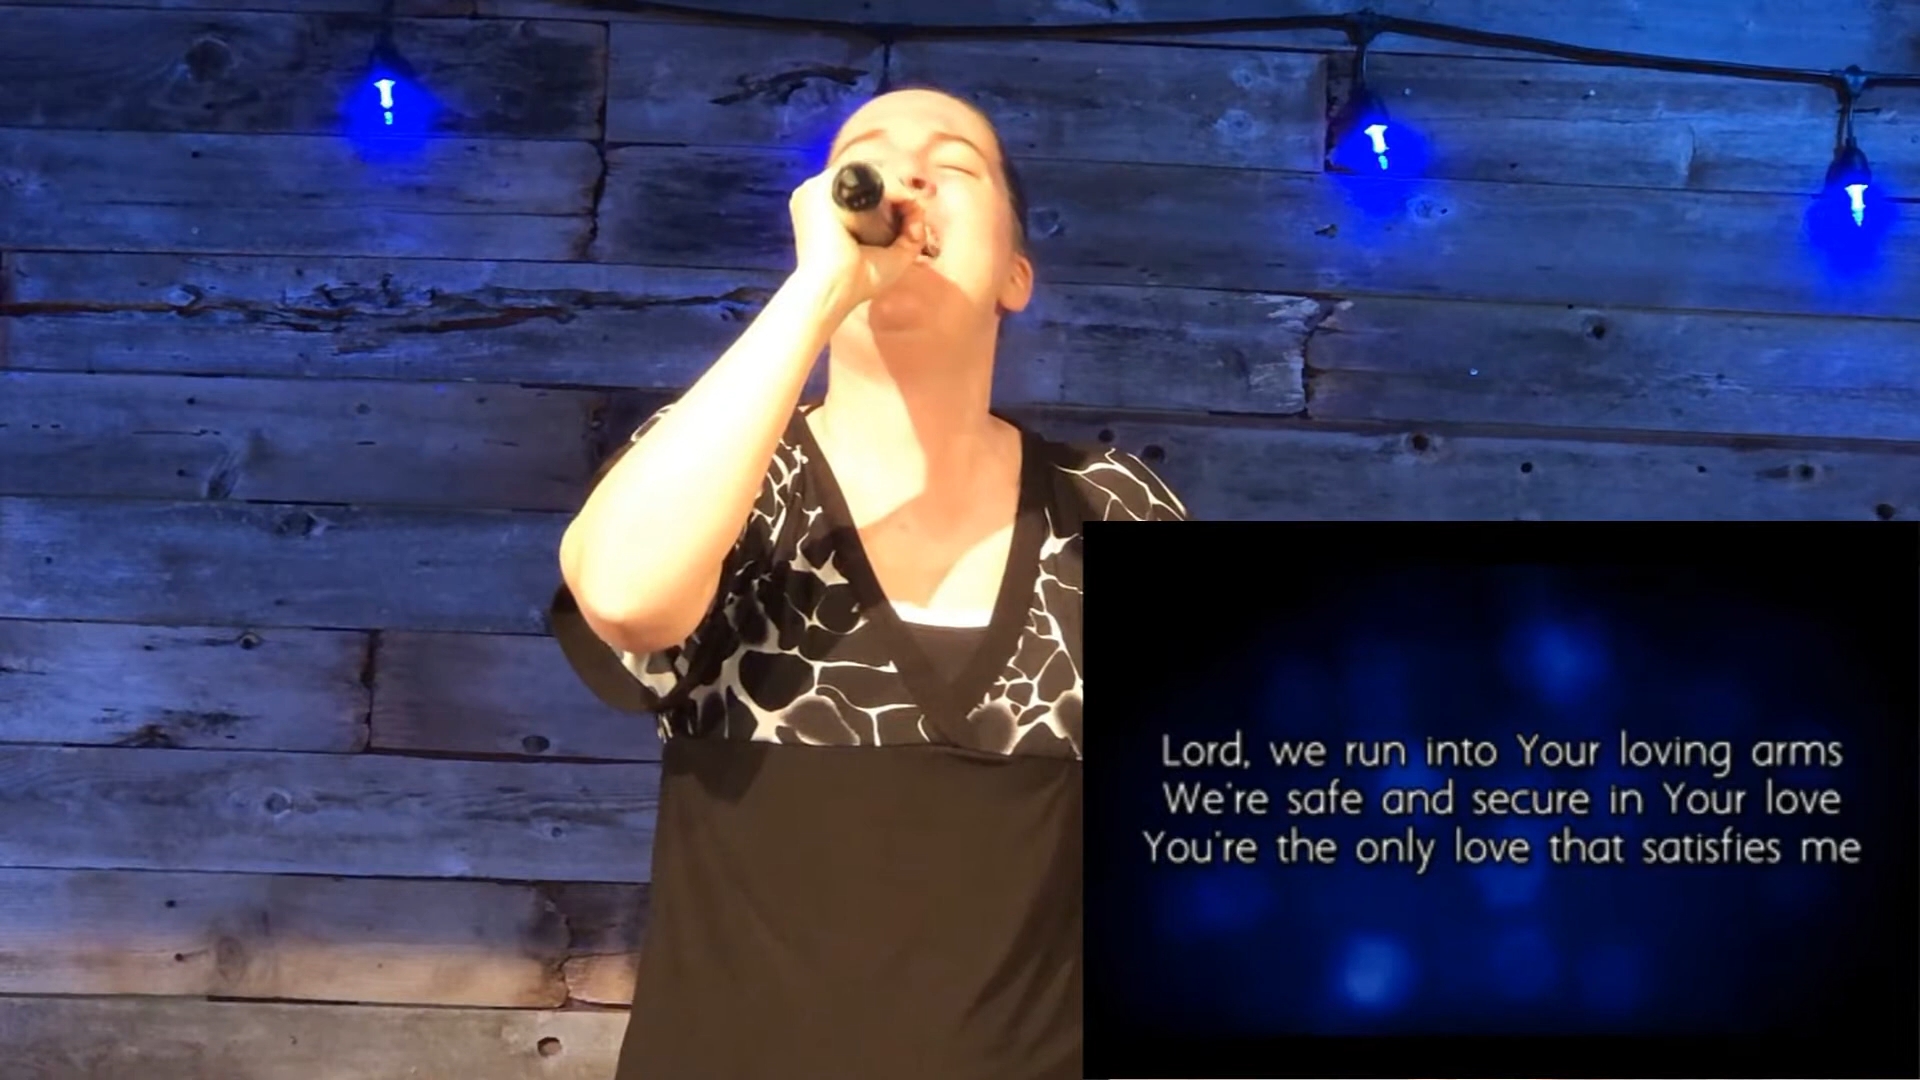 Lord, we run into Your loving arms
We're safe and secure in Your love
You're the only love that satisfies me